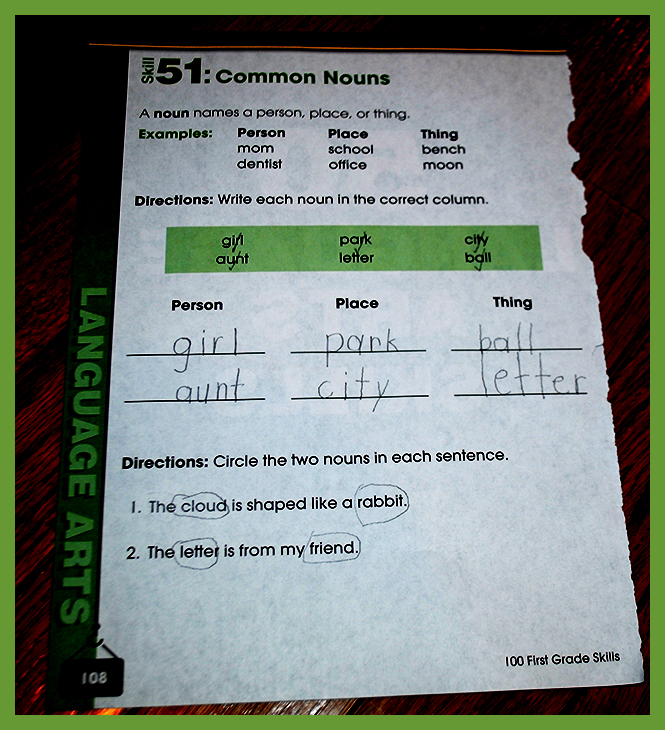 Skill 51: Common Nouns
A noun names a person, place, or thing.
Examples: Person Place Thing
mom school bench
dentist office moon
Directions: Write each noun in the correct column.
girl park city
aunt letter ball
Person Place Thing
girl park ball
aunt city letter
Directions: Circle the two nouns in each sentence.
1. The cloud is shaped like a rabbit.
2. The letter is from my friend.
LANGUAGE ARTS
100 First Grade Skills
108